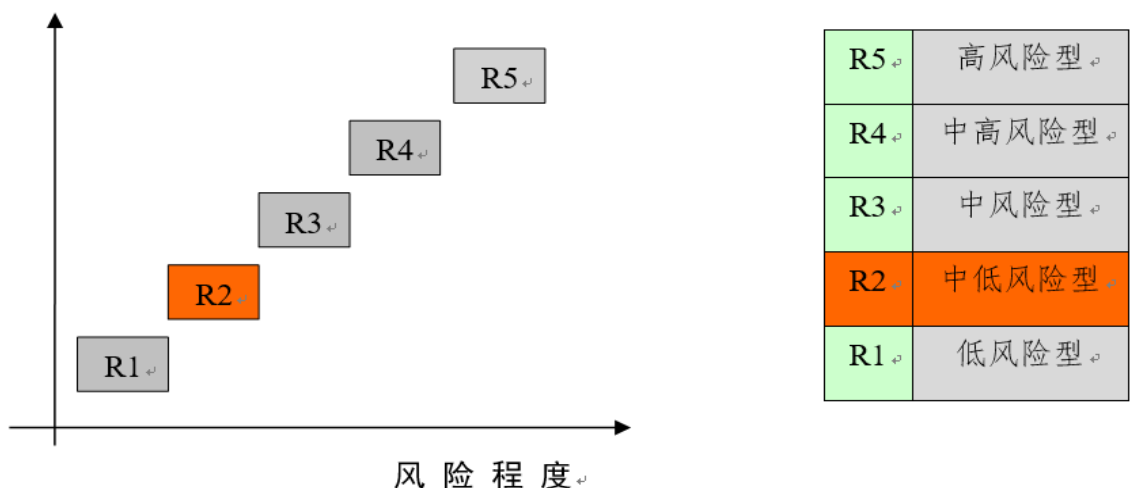 R5
R4
R3
R2
R1
风险程度
R5 高风险型
R4 中高风险型
R3 中风险型
R2 中低风险型
R1 低风险型